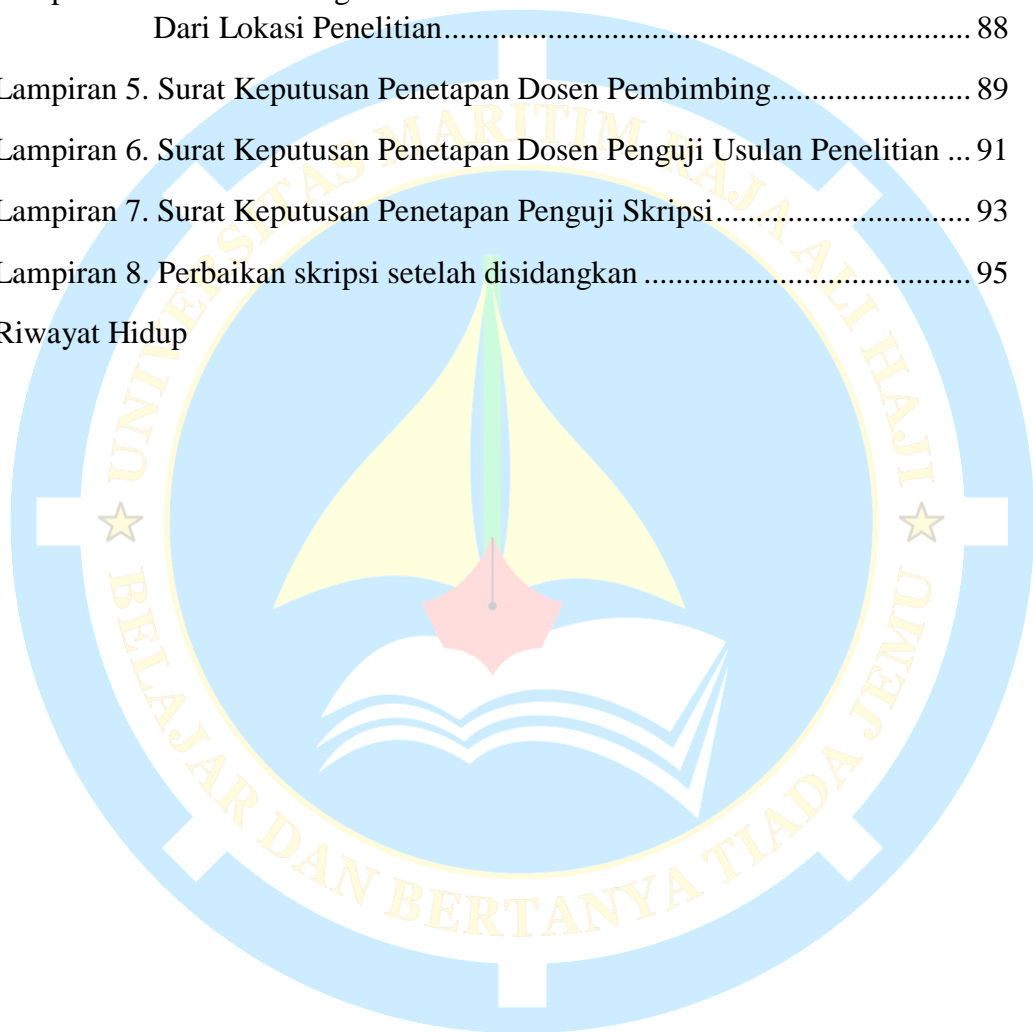 Dari Lokasi Penelitian.................................................................. 88
Lampiran 5. Surat Keputusan Penetapan Dosen Pembimbing......................... 89
Lampiran 6. Surat Keputusan Penetapan Dosen Penguji Usulan Penelitian ... 91
Lampiran 7. Surat Keputusan Penetapan Penguji Skripsi................................ 93
Lampiran 8. Perbaikan skripsi setelah disidangkan ......................................... 95
Riwayat Hidup
UNIVERSITAS MARITIM RAJA ALI HAJI
BELAJAR DAN BERTANYA TIADA JEMU